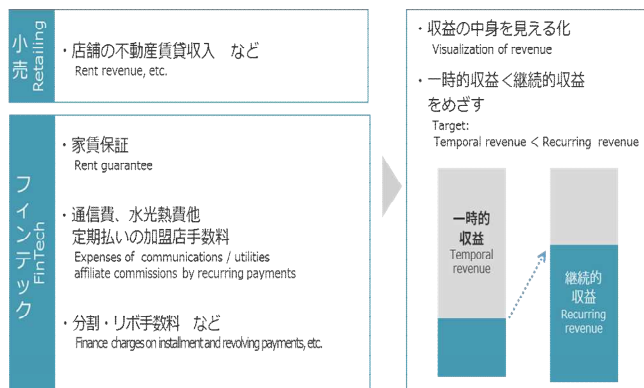 小売
Retailing
・店舗の不動産賃貸収入　など
Rent revenue, etc.
フィンテック
FinTech
・家賃保証
Rent guarantee
・通信費、水光熱費他
定期払いの加盟店手数料
Expenses of communications / utilities
affiliate commissions by recurring payments
・分割・リボ手数料　など
Finance charges on installment and revolving payments, etc.
・収益の中身を見える化
Visualization of revenue
・一時的収益＜継続的収益
をめざす
Target:
Temporal revenue < Recurring revenue
一時的
収益
Temporal
revenue
継続的
収益
Recurring
revenue